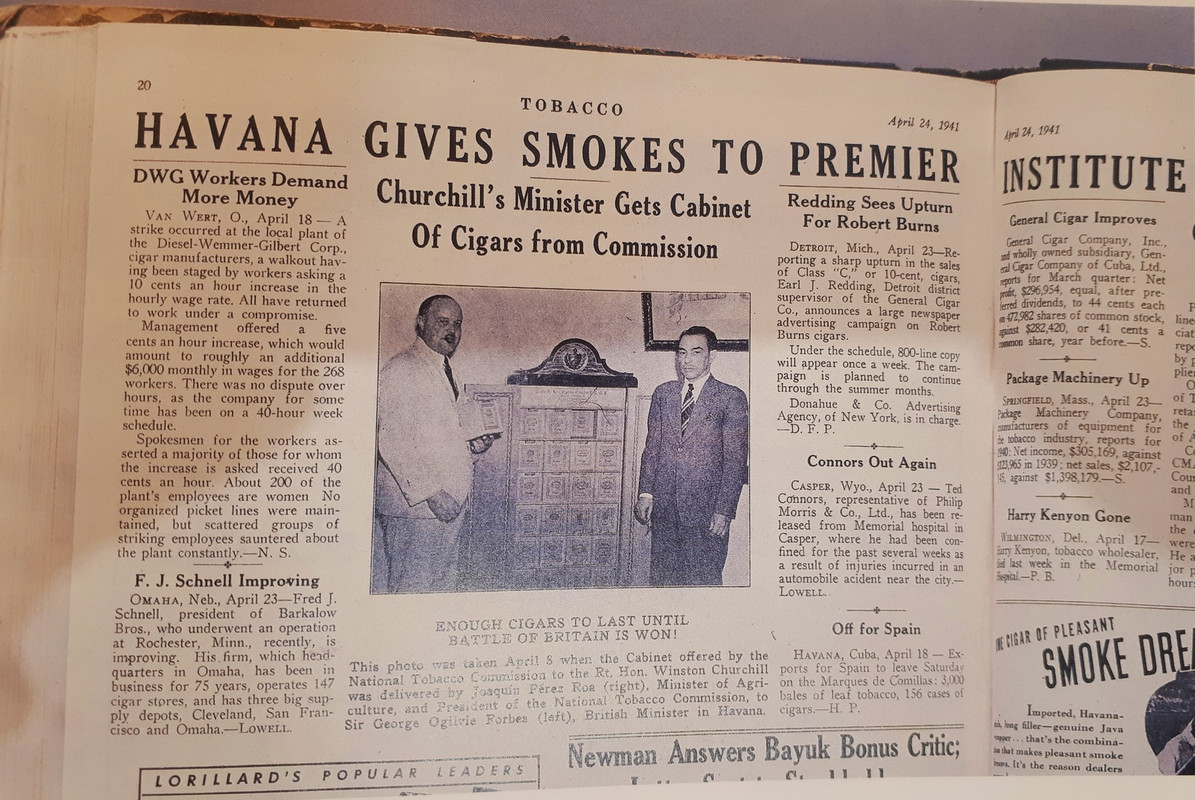 20
TOBACCO
April 24, 1941
HAVANA GIVES SMOKES TO PREMIER
DWG Workers Demand
More Money
VAN WERT, O., April 18 — A
strike occurred at the local plant of
the Diesel-Wemmer-Gilbert Corp.,
cigar manufacturers, a walkout hav-
ing been staged by workers asking a
10 cents an hour increase in the
hourly wage rate. All have returned
to work under a compromise.
Management offered a five
cents an hour increase, which would
amount to roughly an additional
$6,000 monthly in wages for the 268
workers. There was no dispute over
hours, as the company for some
time has been on a 40-hour week
schedule.
Spokesmen for the workers as-
serted a majority of those for whom
the increase is asked received 40
cents an hour. About 200 of the
plant's employees are women No
organized picket lines were main-
tained, but scattered groups of
striking employees sauntered about
the plant constantly.—N. S.
F. J. Schnell Improving
OMAHA, Neb., April 23—Fred J.
Schnell, president of Barkalow
Bros., who underwent an operation
at Rochester, Minn., recently, is
improving. His firm, which head-
quarters in Omaha, has been in
business for 75 years, operates 147
cigar stores, and has three big sup-
ply depots, Cleveland, San Fran-
cisco and Omaha.—LOWELL.
LORILLARD'S POPULAR LEADERS
Churchill's Minister Gets Cabinet
Of Cigars from Commission
ENOUGH CIGARS TO LAST UNTIL
BATTLE OF BRITAIN IS WON!
This photo was taken April 8 when the Cabinet offered by the
National Tobacco Commission to the Rt. Hon. Winston Churchill
was delivered by Joaquín Pérez Roa (right), Minister of Agri-
culture, and President of the National Tobacco Commission, to
Sir George Ogilvie Forbes (left), British Minister in Havana.
Newman Answers Bayuk Bonus Critic;
Redding Sees Upturn
For Robert Burns
DETROIT, Mich., April 23—Re-
porting a sharp upturn in the sales
of Class "C," or 10-cent, cigars,
Earl J. Redding, Detroit district
supervisor of the General Cigar
Co., announces a large newspaper
advertising campaign on Robert
Burns cigars.
Under the schedule, 800-line copy
will appear once a week. The cam-
paign is planned to continue
through the summer months.
Donahue & Co. Advertising
Agency, of New York, is in charge.
—D. F. P.
Connors Out Again
CASPER, Wyo., April 23 — Ted
Connors, representative of Philip
Morris & Co., Ltd., has been re-
leased from Memorial hospital in
Casper, where he had been con-
fined for the past several weeks as
a result of injuries incurred in an
automobile accident near the city.—
LOWELL.
Off for Spain
HAVANA, Cuba, April 18 — Ex-
ports for Spain to leave Saturday
on the Marques de Comillas: 3,000
bales of leaf tobacco, 156 cases of
cigars.—H. P.
April 24, 1941
INSTITUTE
General Cigar Improves
General Cigar Company, Inc.,
and wholly owned subsidiary, Gen-
eral Cigar Company of Cuba, Ltd.,
reports for March quarter: Net
profit, $296,954, equal, after pre-
ferred dividends, to 44 cents each
on 472,982 shares of common stock,
against $282,420, or 41 cents a
common share, year before.—S.
Package Machinery Up
SPRINGFIELD, Mass., April 23—
Package Machinery Company,
manufacturers of equipment for
the tobacco industry, reports for
1940: Net income, $305,169, against
$123,965 in 1939; net sales, $2,107,-
145, against $1,398,179.—S.
Harry Kenyon Gone
WILMINGTON, Del., April 17—
Harry Kenyon, tobacco wholesaler,
died last week in the Memorial
Hospital.—P. B.
CIGAR OF PLEASANT
SMOKE
Imported, Havana-
long filler—genuine Java
that's the combina-
that makes pleasant smoke
It's the reason dealers